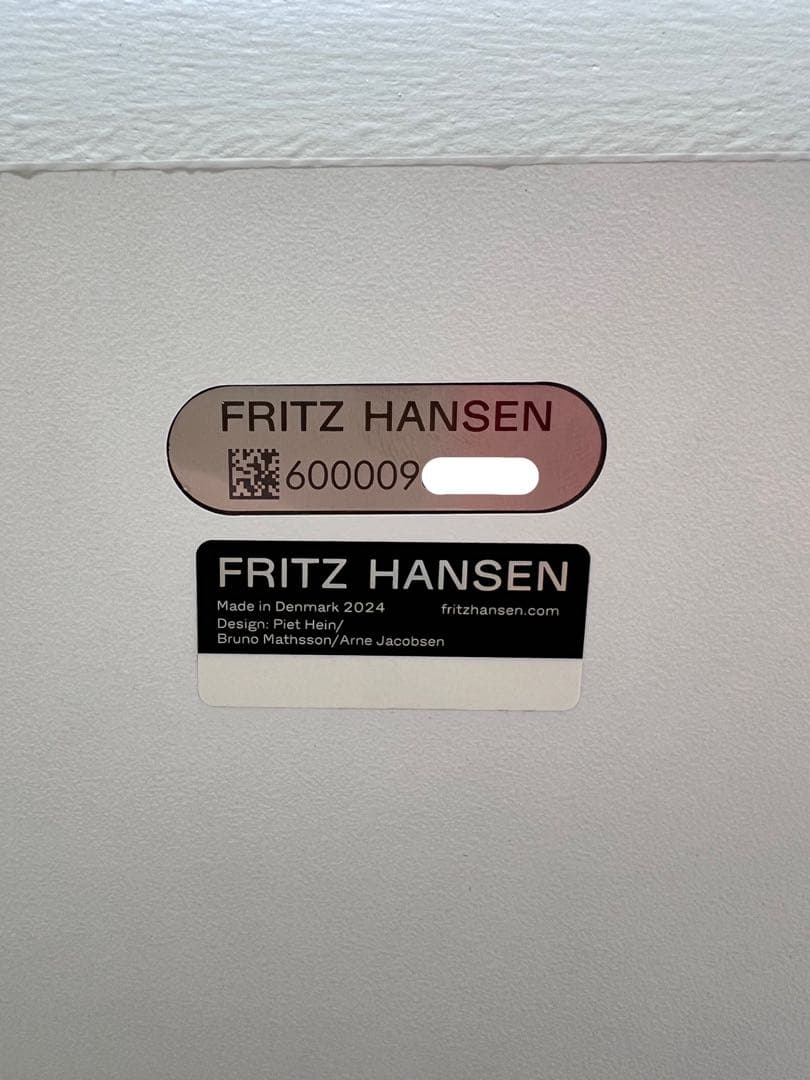 FRITZ HANSEN
600009
FRITZ HANSEN
Made in Denmark 2024 fritzhansen.com
Design: Piet Hein/
Bruno Mathsson/Arne Jacobsen